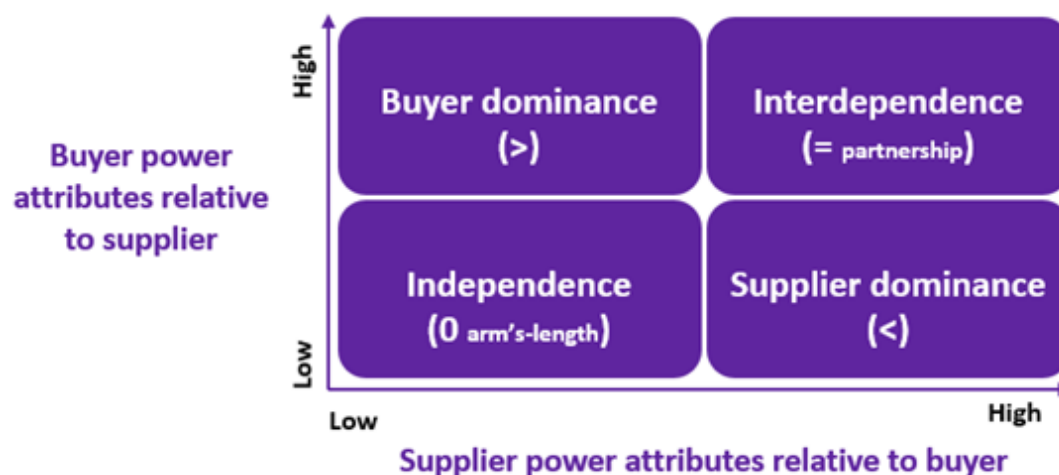 High
Buyer dominance
(>)
Interdependence
(= partnership)
Buyer power
attributes relative
to supplier
Independence
(0 arm's-length)
Supplier dominance
(<)
Low
Low
High
Supplier power attributes relative to buyer